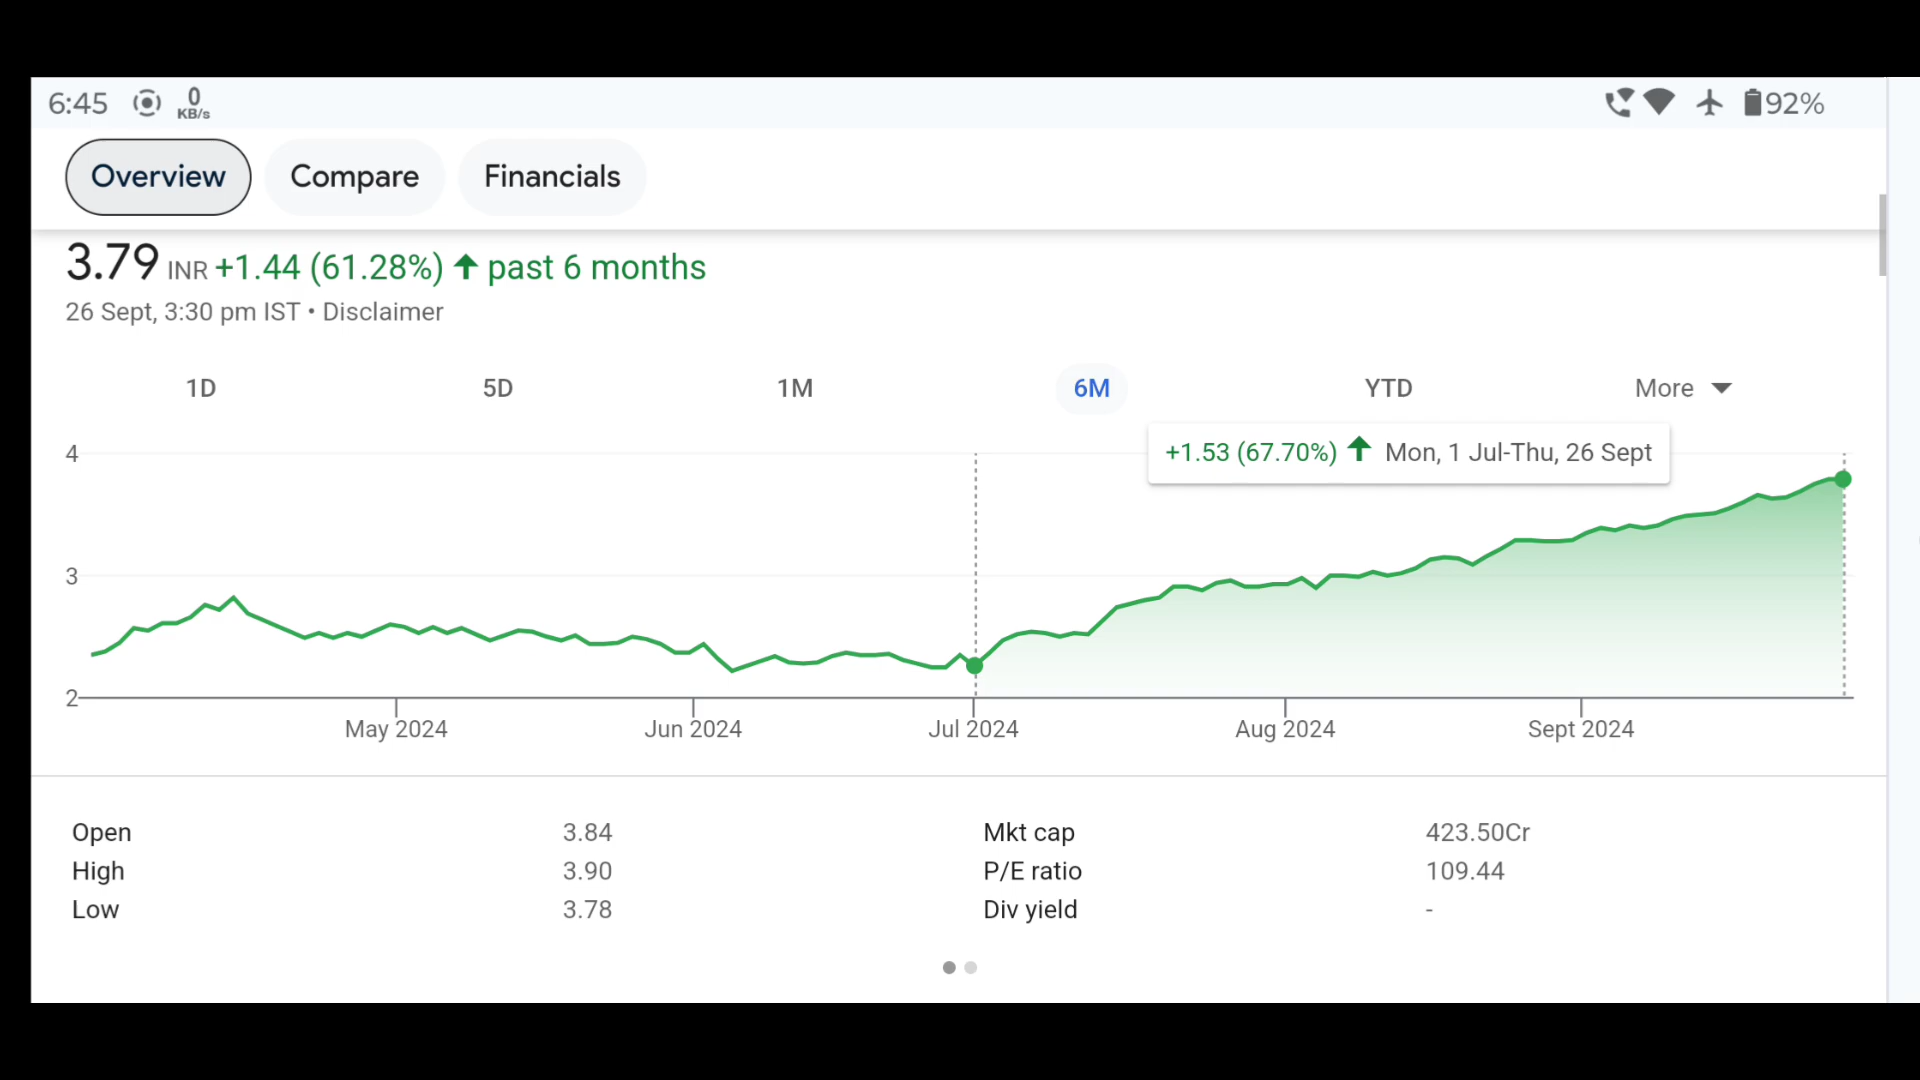 6:45 0 KB/s 92%
Overview Compare Financials
3.79 INR +1.44 (61.28%) ↑ past 6 months
26 Sept, 3:30 pm IST • Disclaimer
1D 5D 1M 6M YTD More
+1.53 (67.70%) ↑ Mon, 1 Jul-Thu, 26 Sept
4
3
2
May 2024 Jun 2024 Jul 2024 Aug 2024 Sept 2024
Open 3.84 Mkt cap 423.50Cr
High 3.90 P/E ratio 109.44
Low 3.78 Div yield -